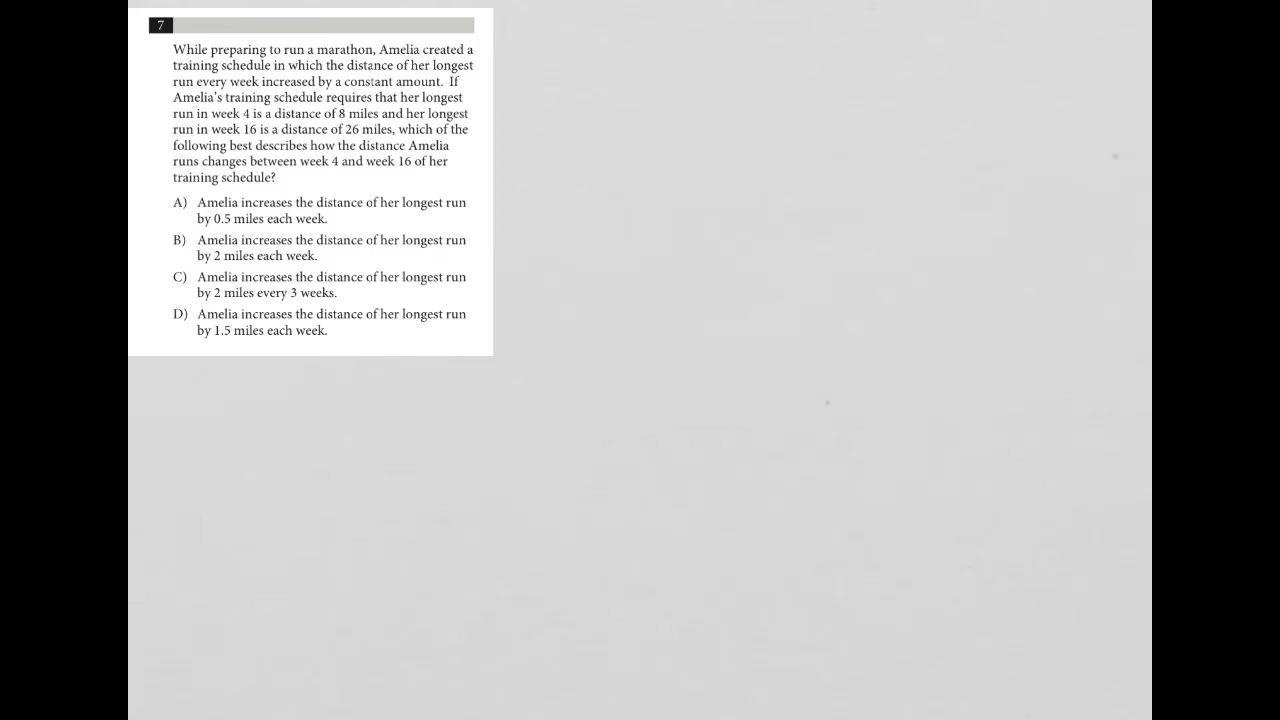 7
While preparing to run a marathon, Amelia created a
training schedule in which the distance of her longest
run every week increased by a constant amount. If
Amelia's training schedule requires that her longest
run in week 4 is a distance of 8 miles and her longest
run in week 16 is a distance of 26 miles, which of the
following best describes how the distance Amelia
runs changes between week 4 and week 16 of her
training schedule?
A) Amelia increases the distance of her longest run
by 0.5 miles each week.
B) Amelia increases the distance of her longest run
by 2 miles each week.
C) Amelia increases the distance of her longest run
by 2 miles every 3 weeks.
D) Amelia increases the distance of her longest run
by 1.5 miles each week.